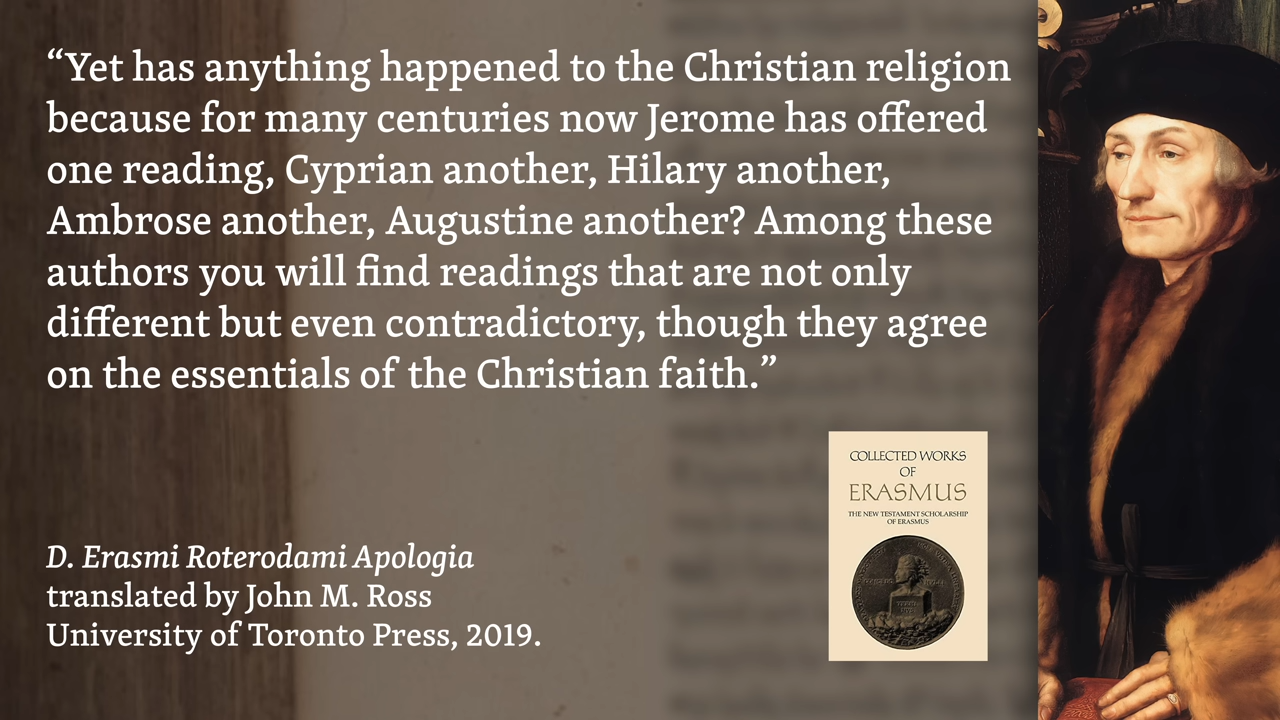 “Yet has anything happened to the Christian religion
because for many centuries now Jerome has offered
one reading, Cyprian another, Hilary another,
Ambrose another, Augustine another? Among these
authors you will find readings that are not only
different but even contradictory, though they agree
on the essentials of the Christian faith.”
D. Erasmi Roterodami Apologia
translated by John M. Ross
University of Toronto Press, 2019.
COLLECTED WORKS
OF
ERASMUS
THE NEW TESTAMENT SCHOLARSHIP
OF ERASMUS